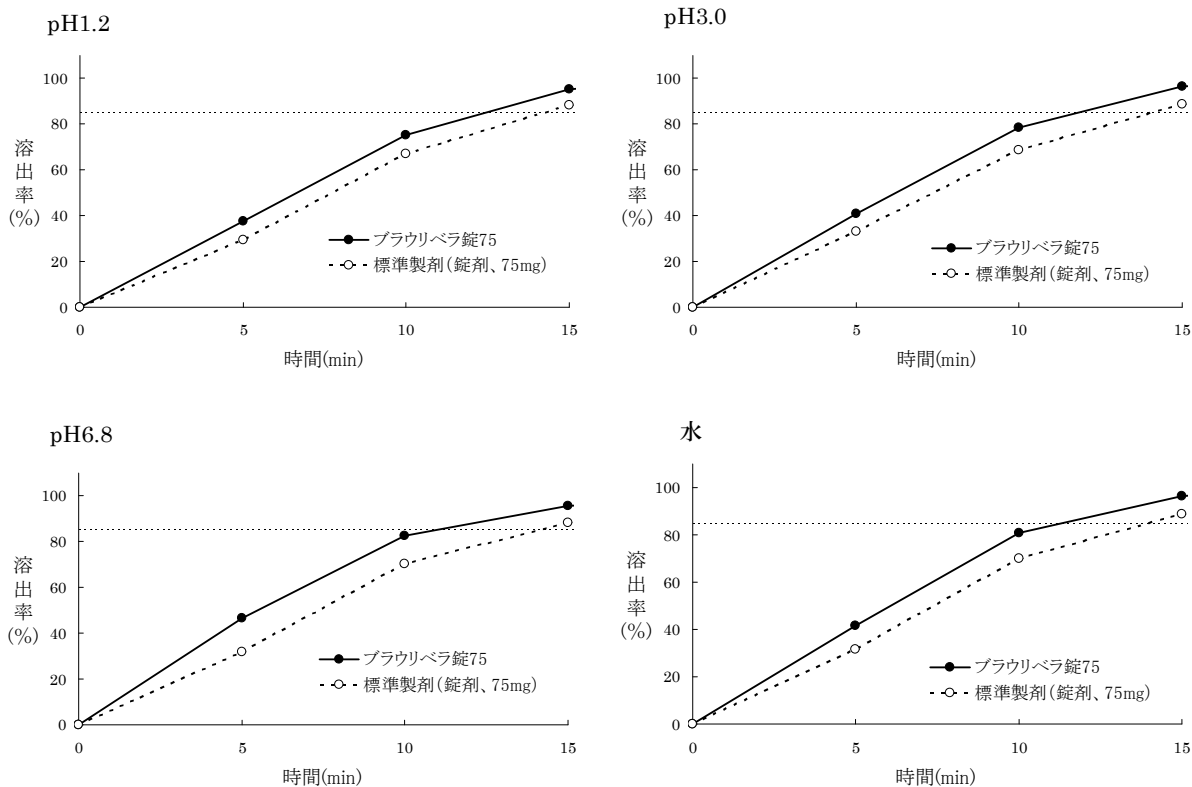 pH1.2
100
80
60
40
20
0
溶出率(%)
0 5 10 15
時間(min)
ブラウリベラ錠75
標準製剤(錠剤、75mg)
pH3.0
100
80
60
40
20
0
溶出率(%)
0 5 10 15
時間(min)
ブラウリベラ錠75
標準製剤(錠剤、75mg)
pH6.8
100
80
60
40
20
0
溶出率(%)
0 5 10 15
時間(min)
ブラウリベラ錠75
標準製剤(錠剤、75mg)
水
100
80
60
40
20
0
溶出率(%)
0 5 10 15
時間(min)
ブラウリベラ錠75
標準製剤(錠剤、75mg)